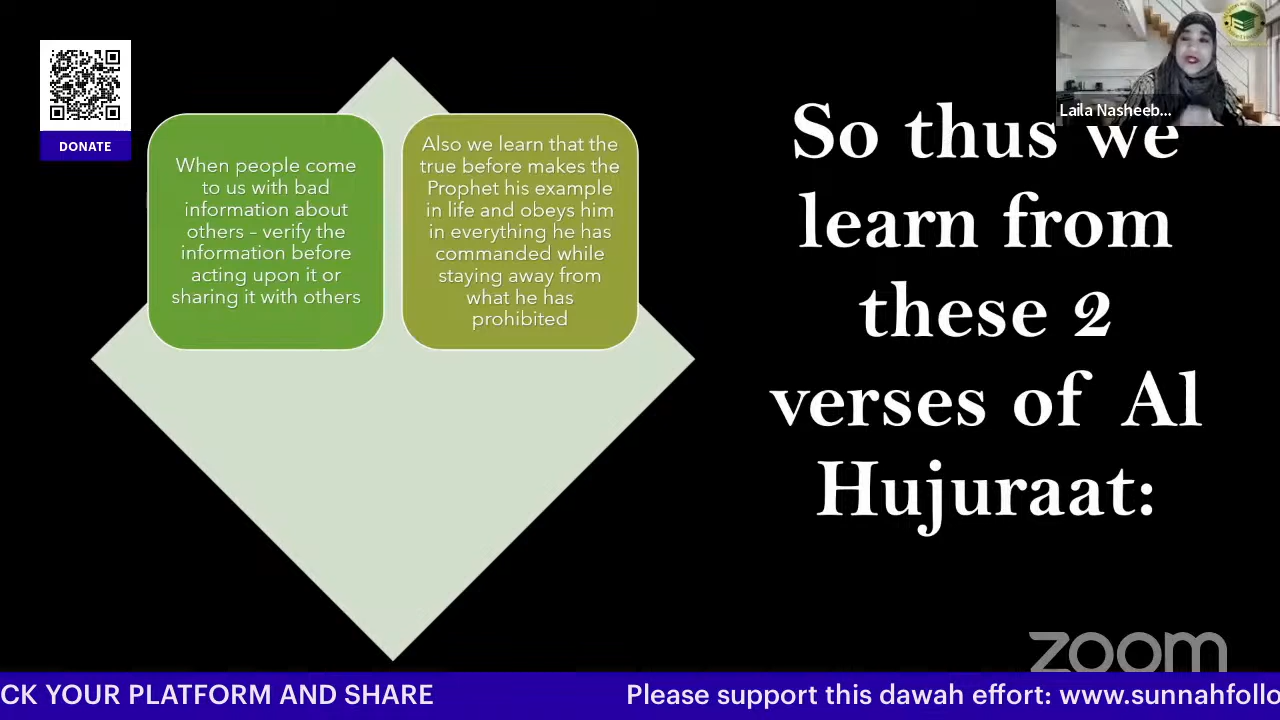 DONATE
When people come
to us with bad
information about
others – verify the
information before
acting upon it or
sharing it with others
Also we learn that the
true before makes the
Prophet his example
in life and obeys him
in everything he has
commanded while
staying away from
what he has
prohibited
Laila Nasheeb...
So thus we
learn from
these 2
verses of Al
Hujuraat:
zoom
CK YOUR PLATFORM AND SHARE
Please support this dawah effort: www.sunnahfollo